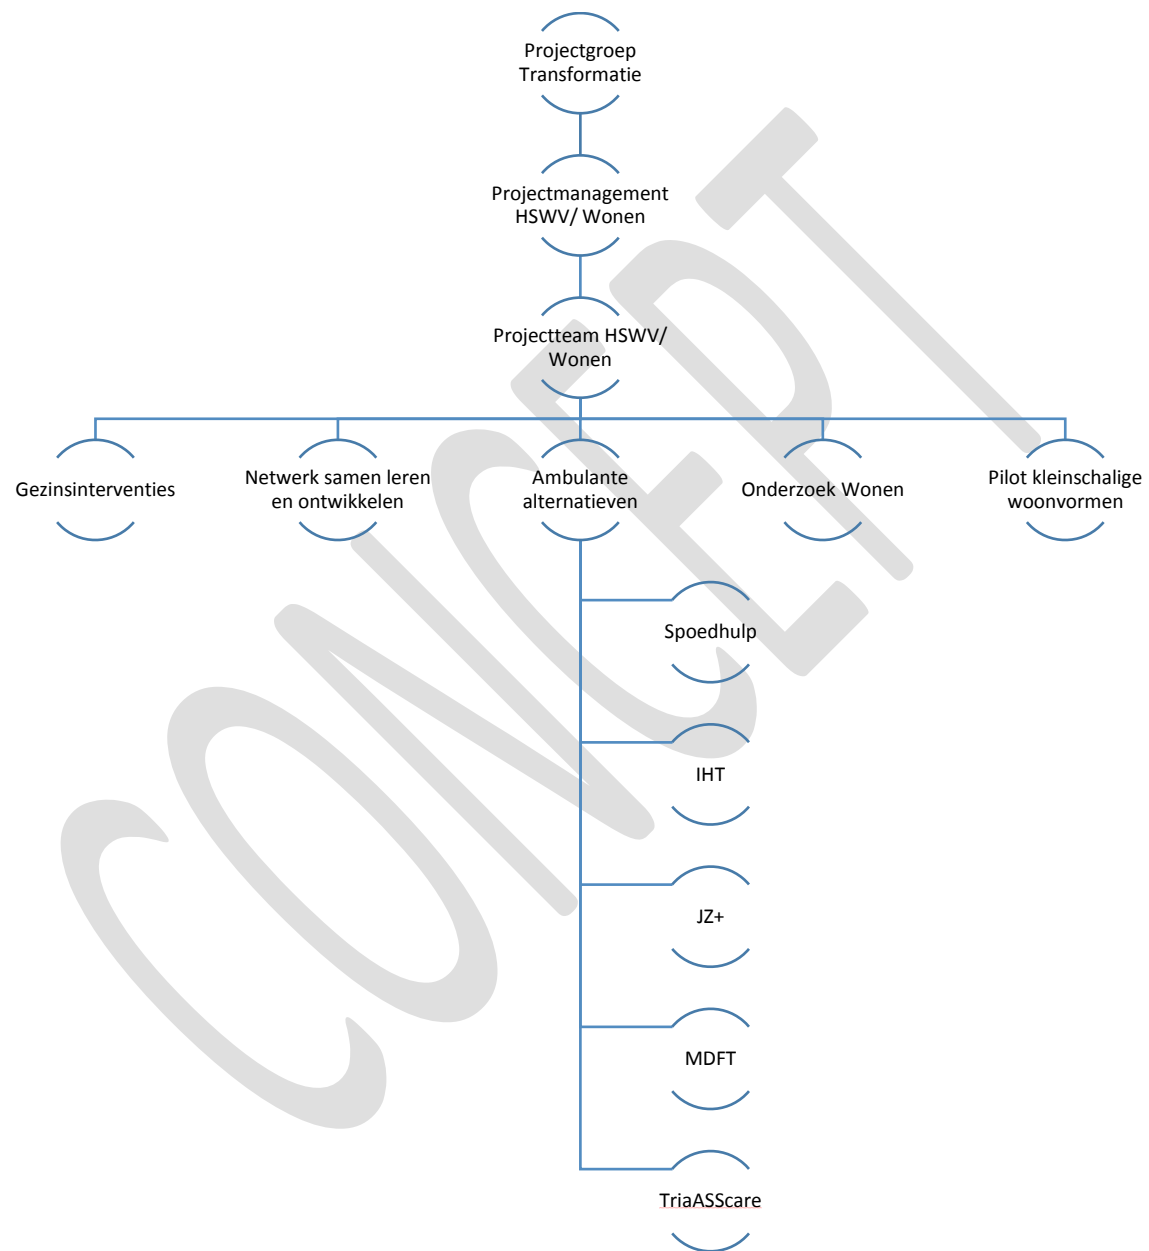 Projectgroep
Transformatie
Projectmanagement
HSWV/ Wonen
Projectteam HSWV/
Wonen
Gezinsinterventies
Netwerk samen leren
en ontwikkelen
Ambulante
alternatieven
Onderzoek Wonen
Pilot kleinschalige
woonvormen
Spoedhulp
IHT
JZ+
MDFT
TriaASScare
CONCEPT